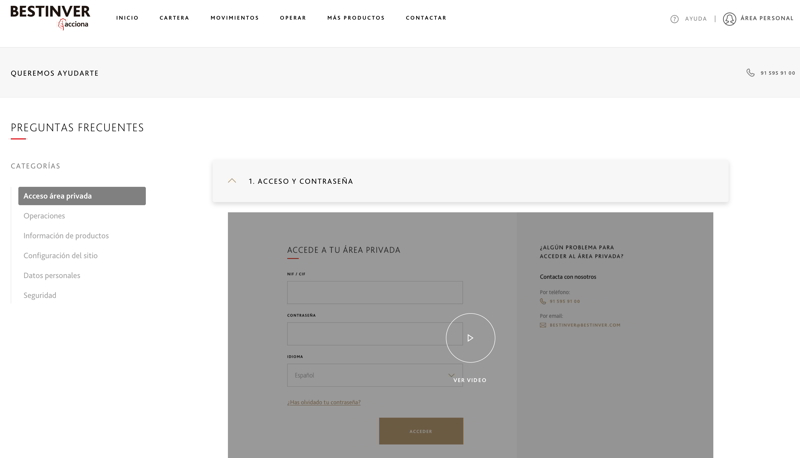 BESTINVER
acciona
INICIO
CARTERA
MOVIMIENTOS
OPERAR
MÁS PRODUCTOS
CONTACTAR
AYUDA
ÁREA PERSONAL
QUEREMOS AYUDARTE
91 595 91 00
PREGUNTAS FRECUENTES
CATEGORÍAS
Acceso área privada
Operaciones
Información de productos
Configuración del sitio
Datos personales
Seguridad
1. ACCESO Y CONTRASEÑA
ACCEDE A TU ÁREA PRIVADA
NIF / CIF
CONTRASEÑA
IDIOMA
Español
¿Has olvidado tu contraseña?
ACCEDER
VER VIDEO
¿ALGÚN PROBLEMA PARA
ACCEDER AL ÁREA PRIVADA?
Contacta con nosotros
Por teléfono:
91 595 91 00
Por email:
BESTINVER@BESTINVER.COM